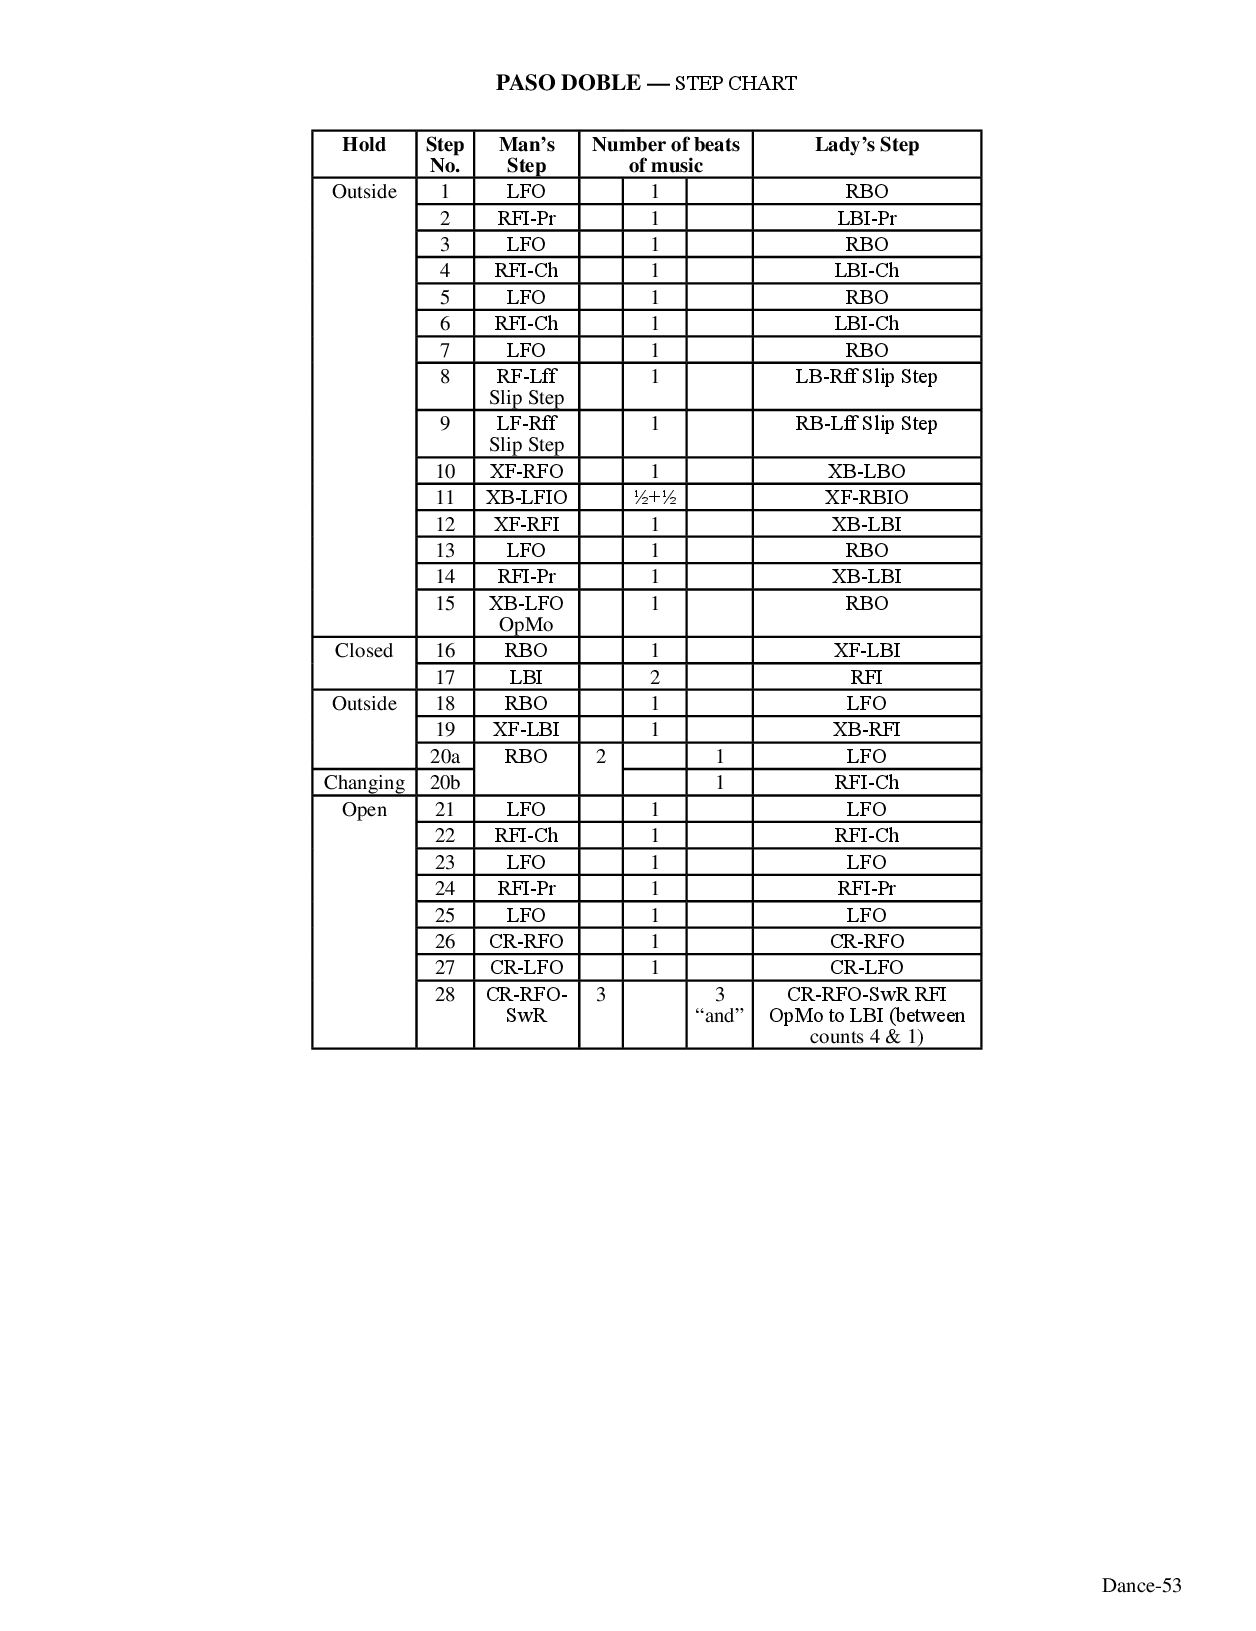 PASO DOBLE — STEP CHART
Hold Step No. Man's Step Number of beats of music Lady's Step
Outside 1 LFO 1 RBO
2 RFI-Pr 1 LBI-Pr
3 LFO 1 RBO
4 RFI-Ch 1 LBI-Ch
5 LFO 1 RBO
6 RFI-Ch 1 LBI-Ch
7 LFO 1 RBO
8 RF-Lff Slip Step 1 LB-Rff Slip Step
9 LF-Rff Slip Step 1 RB-Lff Slip Step
10 XF-RFO 1 XB-LBO
11 XB-LFIO ½+½ XF-RBIO
12 XF-RFI 1 XB-LBI
13 LFO 1 RBO
14 RFI-Pr 1 XB-LBI
15 XB-LFO OpMo 1 RBO
Closed 16 RBO 1 XF-LBI
17 LBI 2 RFI
Outside 18 RBO 1 LFO
19 XF-LBI 1 XB-RFI
20a RBO 2 1 LFO
Changing 20b 1 RFI-Ch
Open 21 LFO 1 LFO
22 RFI-Ch 1 RFI-Ch
23 LFO 1 LFO
24 RFI-Pr 1 RFI-Pr
25 LFO 1 LFO
26 CR-RFO 1 CR-RFO
27 CR-LFO 1 CR-LFO
28 CR-RFO- 3 3 CR-RFO-SwR RFI
SwR “and” OpMo to LBI (between
counts 4 & 1)
Dance-53